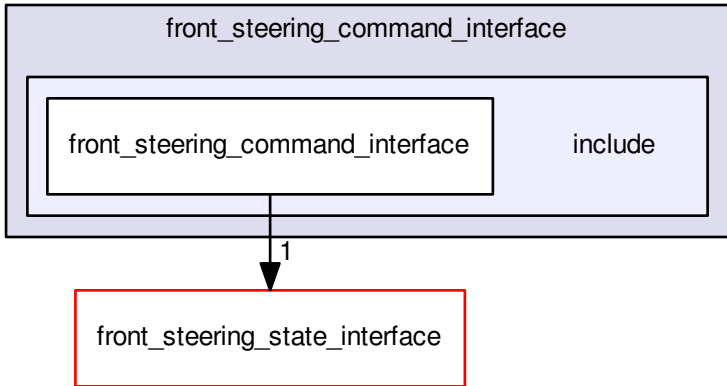 front_steering_command_interface
front_steering_command_interface
include
1
front_steering_state_interface